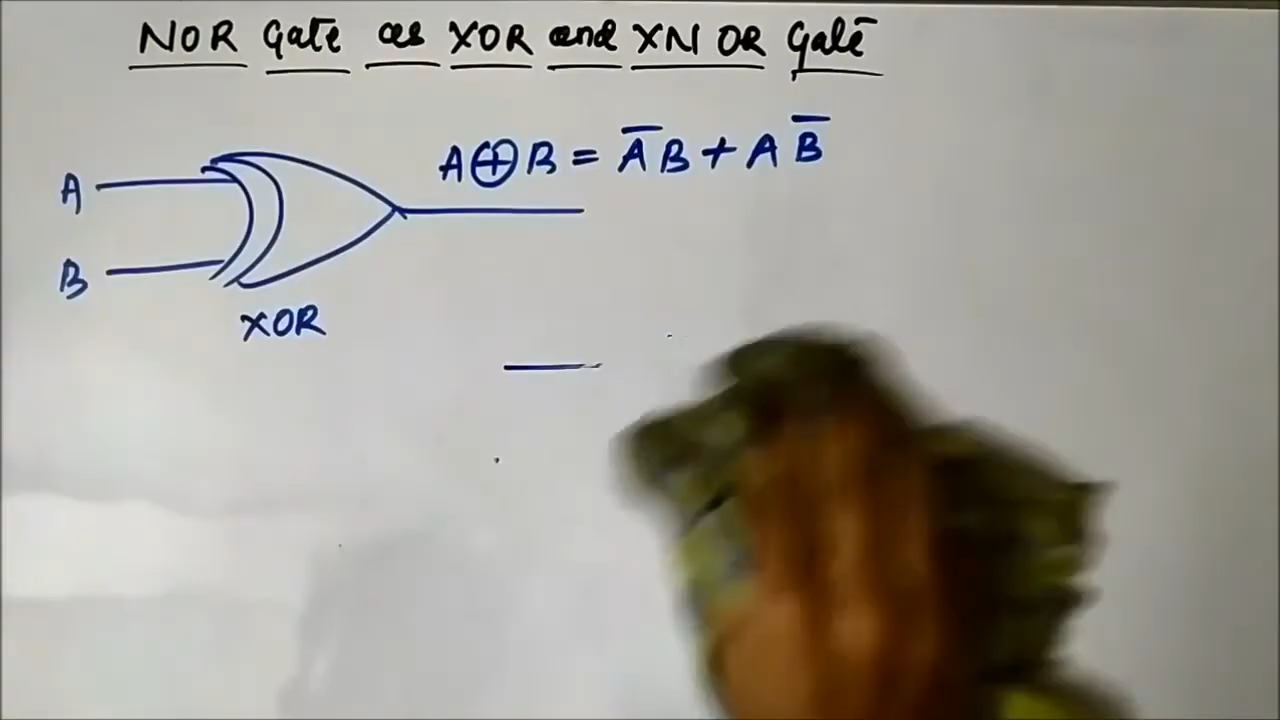 NOR Gate as XOR and XNOR Gate
A⊕B = A̅B + AB̅
A
B
XOR